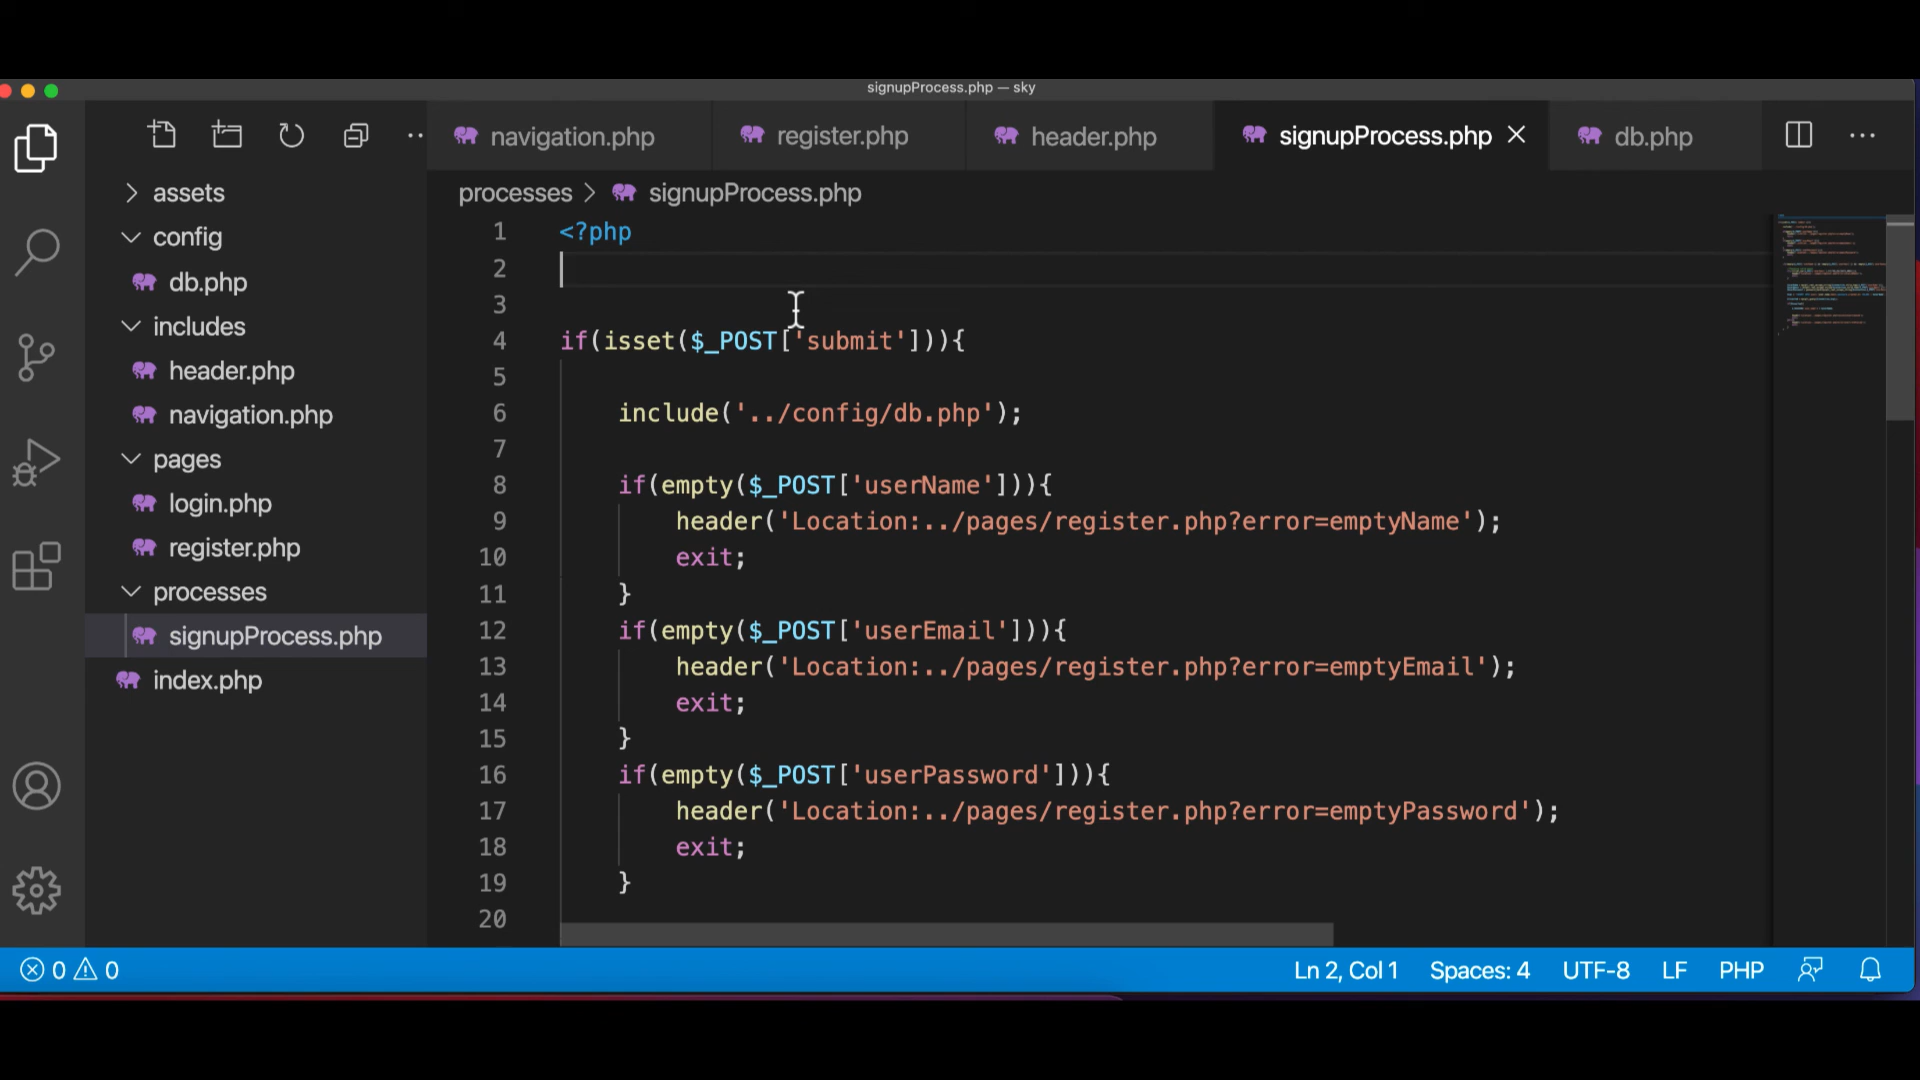 signupProcess.php — sky
navigation.php
register.php
header.php
signupProcess.php
db.php
assets
config
db.php
includes
header.php
navigation.php
pages
login.php
register.php
processes
signupProcess.php
index.php
processes > signupProcess.php
1 <?php
2
3
4 if(isset($_POST['submit'])){
5
6 include('../config/db.php');
7
8 if(empty($_POST['userName'])){
9 header('Location:../pages/register.php?error=emptyName');
10 exit;
11 }
12 if(empty($_POST['userEmail'])){
13 header('Location:../pages/register.php?error=emptyEmail');
14 exit;
15 }
16 if(empty($_POST['userPassword'])){
17 header('Location:../pages/register.php?error=emptyPassword');
18 exit;
19 }
20
0 0 Ln 2, Col 1 Spaces: 4 UTF-8 LF PHP